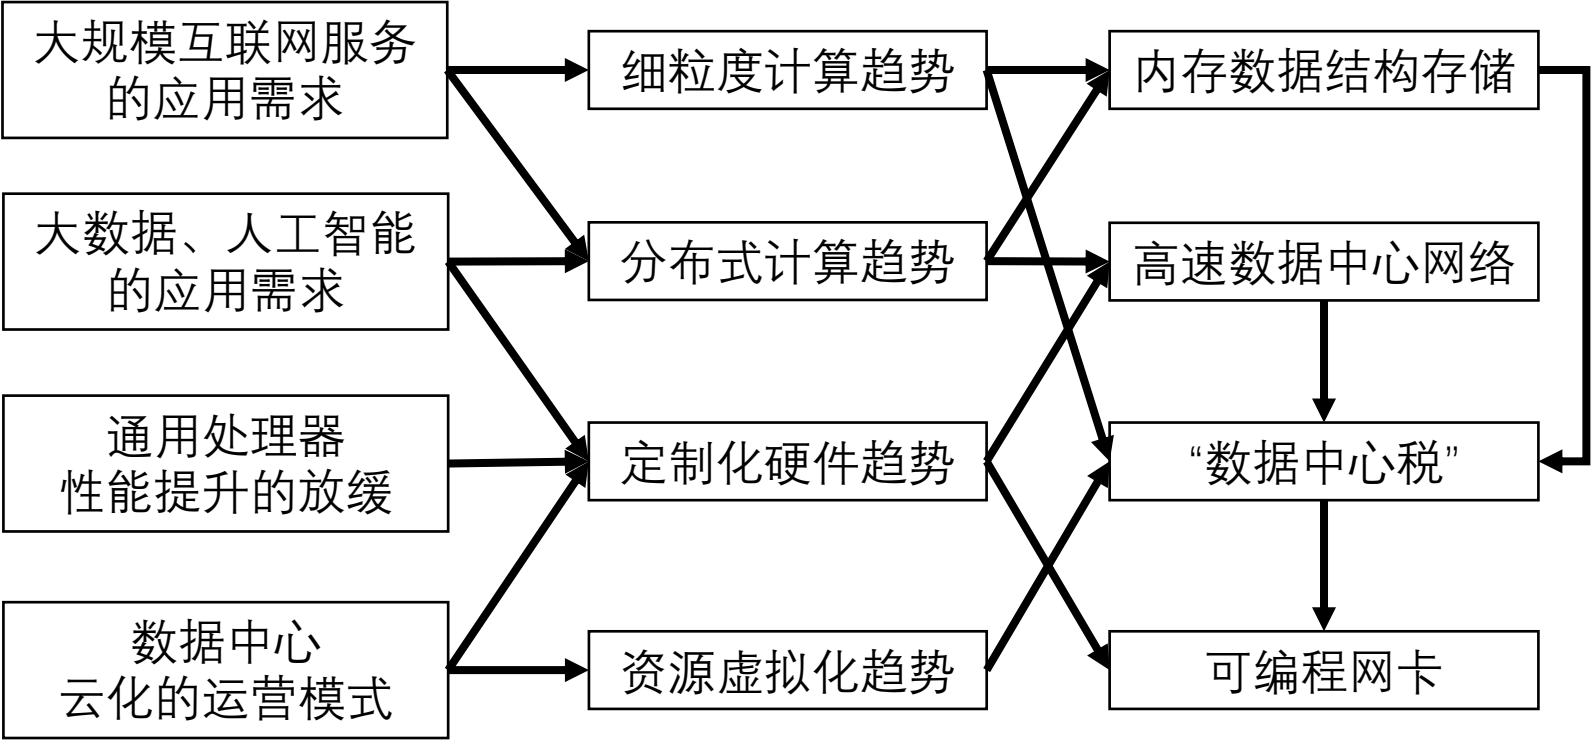 大规模互联网服务
的应用需求
大数据、人工智能
的应用需求
通用处理器
性能提升的放缓
数据中心
云化的运营模式
细粒度计算趋势
分布式计算趋势
定制化硬件趋势
资源虚拟化趋势
内存数据结构存储
高速数据中心网络
“数据中心税”
可编程网卡